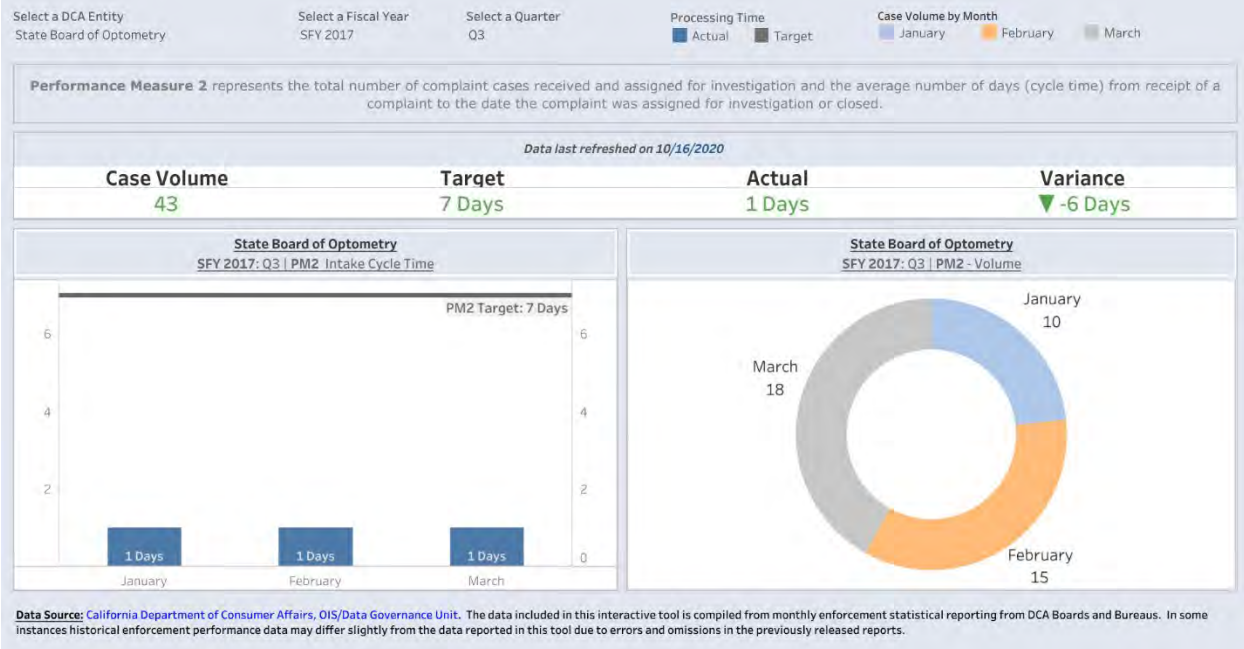 Select a DCA Entity
State Board of Optometry
Select a Fiscal Year
SFY 2017
Select a Quarter
Q3
Processing Time
Actual
Target
Case Volume by Month
January
February
March
Performance Measure 2 represents the total number of complaint cases received and assigned for investigation and the average number of days (cycle time) from receipt of a
complaint to the date the complaint was assigned for investigation or closed.
Data last refreshed on 10/16/2020
Case Volume
43
Target
7 Days
Actual
1 Days
Variance
▼ -6 Days
State Board of Optometry
SFY 2017: Q3 | PM2 Intake Cycle Time
PM2 Target: 7 Days
6
6
4
4
2
2
0
1 Days
1 Days
1 Days
January
February
March
State Board of Optometry
SFY 2017: Q3 | PM2 - Volume
January
10
March
18
February
15
Data Source: California Department of Consumer Affairs, OIS/Data Governance Unit. The data included in this interactive tool is compiled from monthly enforcement statistical reporting from DCA Boards and Bureaus. In some
instances historical enforcement performance data may differ slightly from the data reported in this tool due to errors and omissions in the previously released reports.